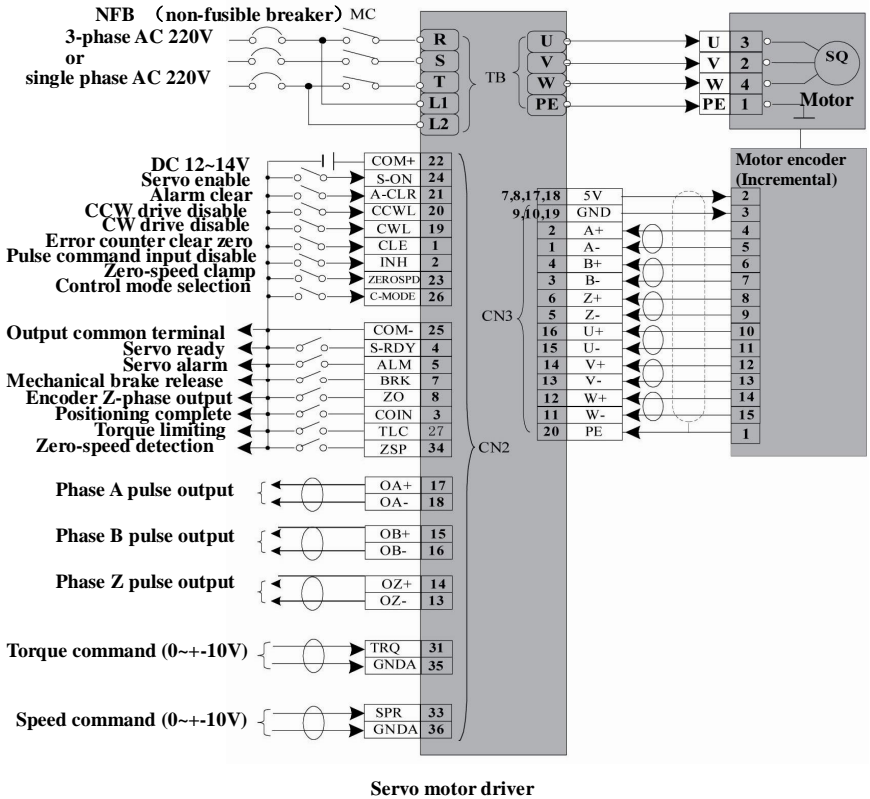 NFB （non-fusible breaker）MC
3-phase AC 220V
or
single phase AC 220V
R
S
T
L1
L2
TB
U
V
W
PE
U 3
V 2
W 4
PE 1
SQ
Motor
DC 12~14V COM+ 22
Servo enable S-ON 24
Alarm clear A-CLR 21
CCW drive disable CCWL 20
CW drive disable CWL 19
Error counter clear zero CLE 1
Pulse command input disable INH 2
Zero-speed clamp ZEROSPD 23
Control mode selection C-MODE 26
Output common terminal COM- 25
Servo ready S-RDY 4
Servo alarm ALM 5
Mechanical brake release BRK 7
Encoder Z-phase output ZO 8
Positioning complete COIN 3
Torque limiting TLC 27
Zero-speed detection ZSP 34
CN2
Phase A pulse output OA+ 17
OA- 18
Phase B pulse output OB+ 15
OB- 16
Phase Z pulse output OZ+ 14
OZ- 13
Torque command (0~+-10V) TRQ 31
GNDA 35
Speed command (0~+-10V) SPR 33
GNDA 36
CN3
Motor encoder
(Incremental)
7,8,17,18 5V 2
9,10,19 GND 3
2 A+ 4
1 A- 5
4 B+ 6
3 B- 7
6 Z+ 8
5 Z- 9
16 U+ 10
15 U- 11
14 V+ 12
13 V- 13
12 W+ 14
11 W- 15
20 PE 1
Servo motor driver